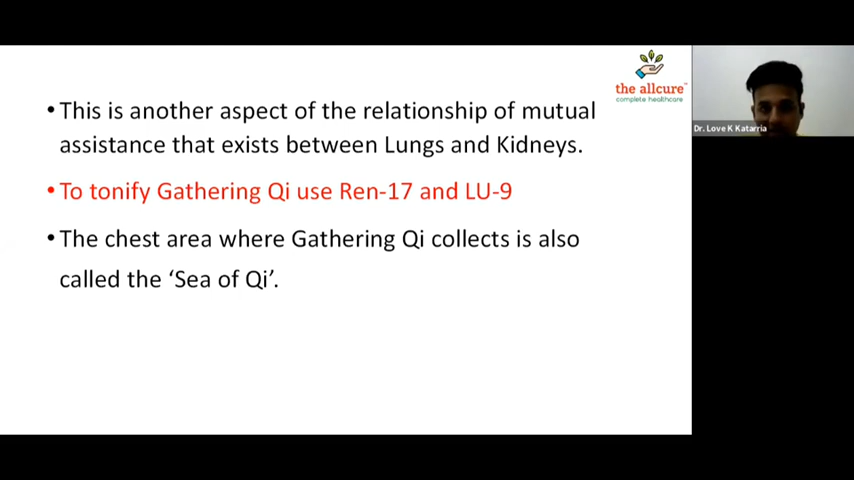 the allcure™
complete healthcare
Dr. Love K Katarria
• This is another aspect of the relationship of mutual
assistance that exists between Lungs and Kidneys.
• To tonify Gathering Qi use Ren-17 and LU-9
• The chest area where Gathering Qi collects is also
called the ‘Sea of Qi’.